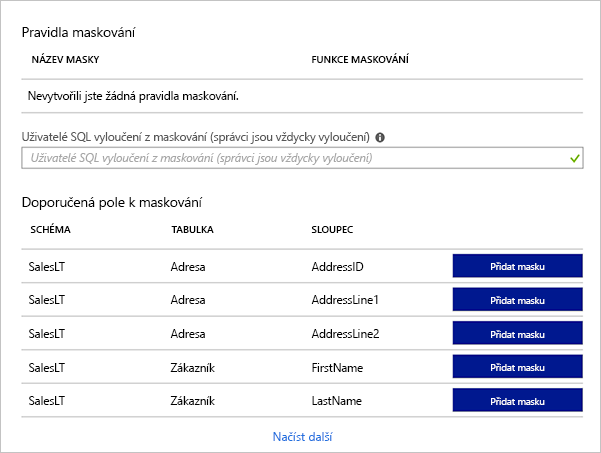 Pravidla maskování
NÁZEV MASKY FUNKCE MASKOVÁNÍ
Nevytvořili jste žádná pravidla maskování.
Uživatelé SQL vyloučení z maskování (správci jsou vždycky vyloučení)
Uživatelé SQL vyloučení z maskování (správci jsou vždycky vyloučení)
Doporučená pole k maskování
SCHÉMA TABULKA SLOUPEC
SalesLT Adresa AddressID Přidat masku
SalesLT Adresa AddressLine1 Přidat masku
SalesLT Adresa AddressLine2 Přidat masku
SalesLT Zákazník FirstName Přidat masku
SalesLT Zákazník LastName Přidat masku
Načíst další